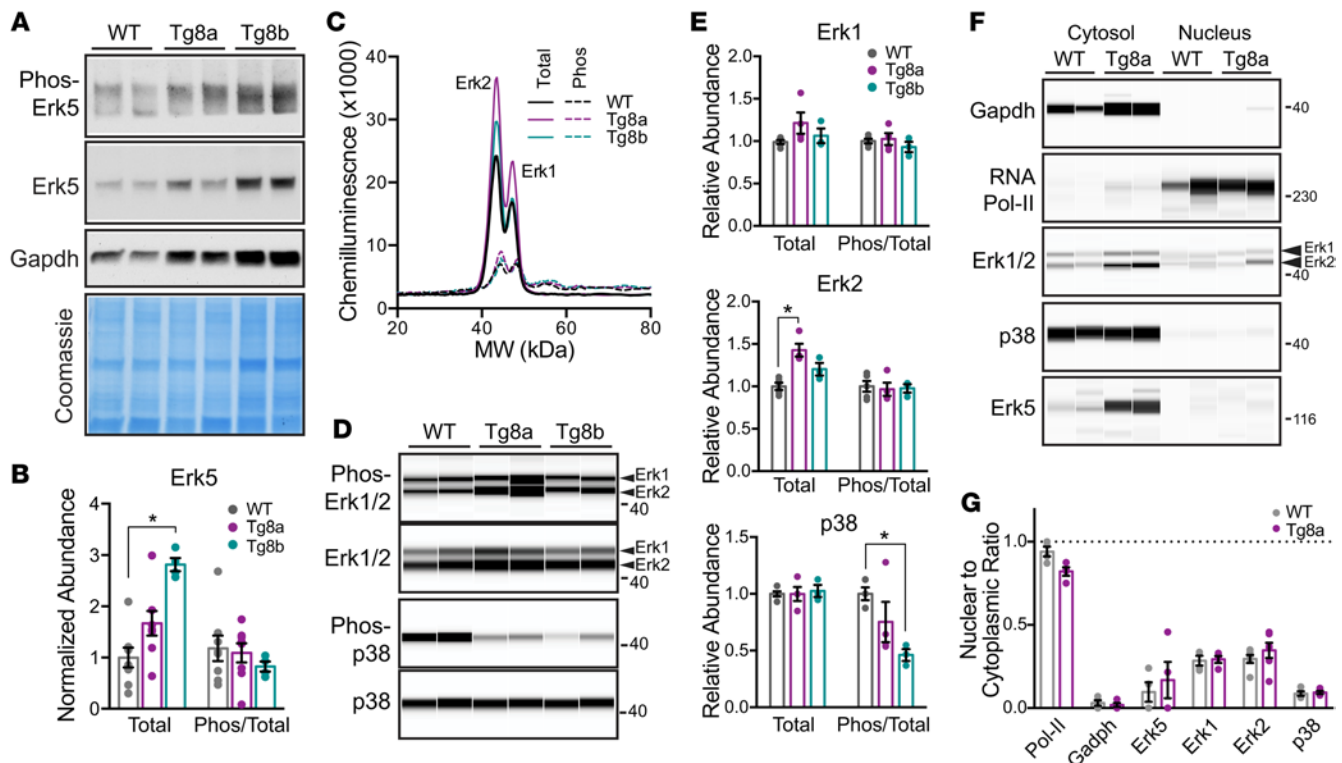 A
WT Tg8a Tg8b
Phos-
Erk5
Erk5
Gapdh
Coomassie
B
Erk5
Normalized Abundance
4
3
2
1
0
* 
WT
Tg8a
Tg8b
Total Phos/Total
C
Chemilluminescnce (x1000)
40
30
20
10
0
Erk2
Erk1
Total Phos
WT
Tg8a
Tg8b
20 40 60 80
MW (kDa)
D
WT Tg8a Tg8b
Phos-
Erk1/2
Erk1
Erk2
40
Erk1/2
Erk1
Erk2
40
Phos-
p38
-40
p38
-40
E
Erk1
Relative Abundance
2.0
1.5
1.0
0.5
0.0
WT
Tg8a
Tg8b
Total Phos/Total
Erk2
Relative Abundance
2.0
1.5
1.0
0.5
0.0
*
Total Phos/Total
p38
Relative Abundance
2.0
1.5
1.0
0.5
0.0
*
Total Phos/Total
F
Cytosol Nucleus
WT Tg8a WT Tg8a
Gapdh
-40
RNA
Pol-II
-230
Erk1/2
Erk1
Erk2
40
p38
-40
Erk5
-116
G
Nuclear to
Cytoplasmic Ratio
1.0
0.5
0.0
WT
Tg8a
Pol-II
Gadph
Erk5
Erk1
Erk2
p38